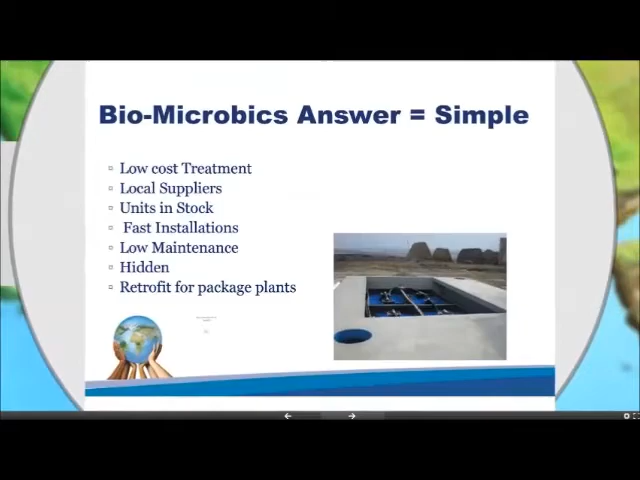 Bio-Microbics Answer = Simple
Low cost Treatment
Local Suppliers
Units in Stock
Fast Installations
Low Maintenance
Hidden
Retrofit for package plants